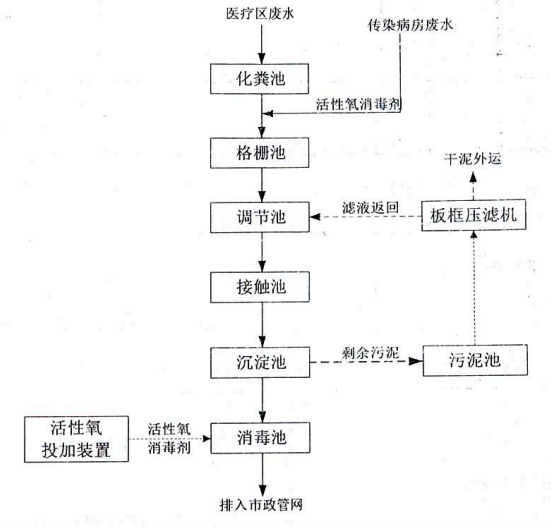 医疗区废水
传染病房废水
化粪池
活性氧消毒剂
格栅池
干泥外运
调节池
滤液返回
板框压滤机
接触池
沉淀池
剩余污泥
污泥池
活性氧
投加装置
活性氧
消毒剂
消毒池
排入市政管网